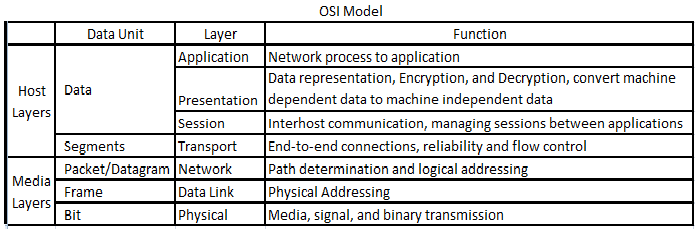 OSI Model
Data Unit Layer Function
Host Layers Data Application Network process to application
Presentation Data representation, Encryption, and Decryption, convert machine
dependent data to machine independent data
Session Interhost communication, managing sessions between applications
Segments Transport End-to-end connections, reliability and flow control
Media Layers Packet/Datagram Network Path determination and logical addressing
Frame Data Link Physical Addressing
Bit Physical Media, signal, and binary transmission